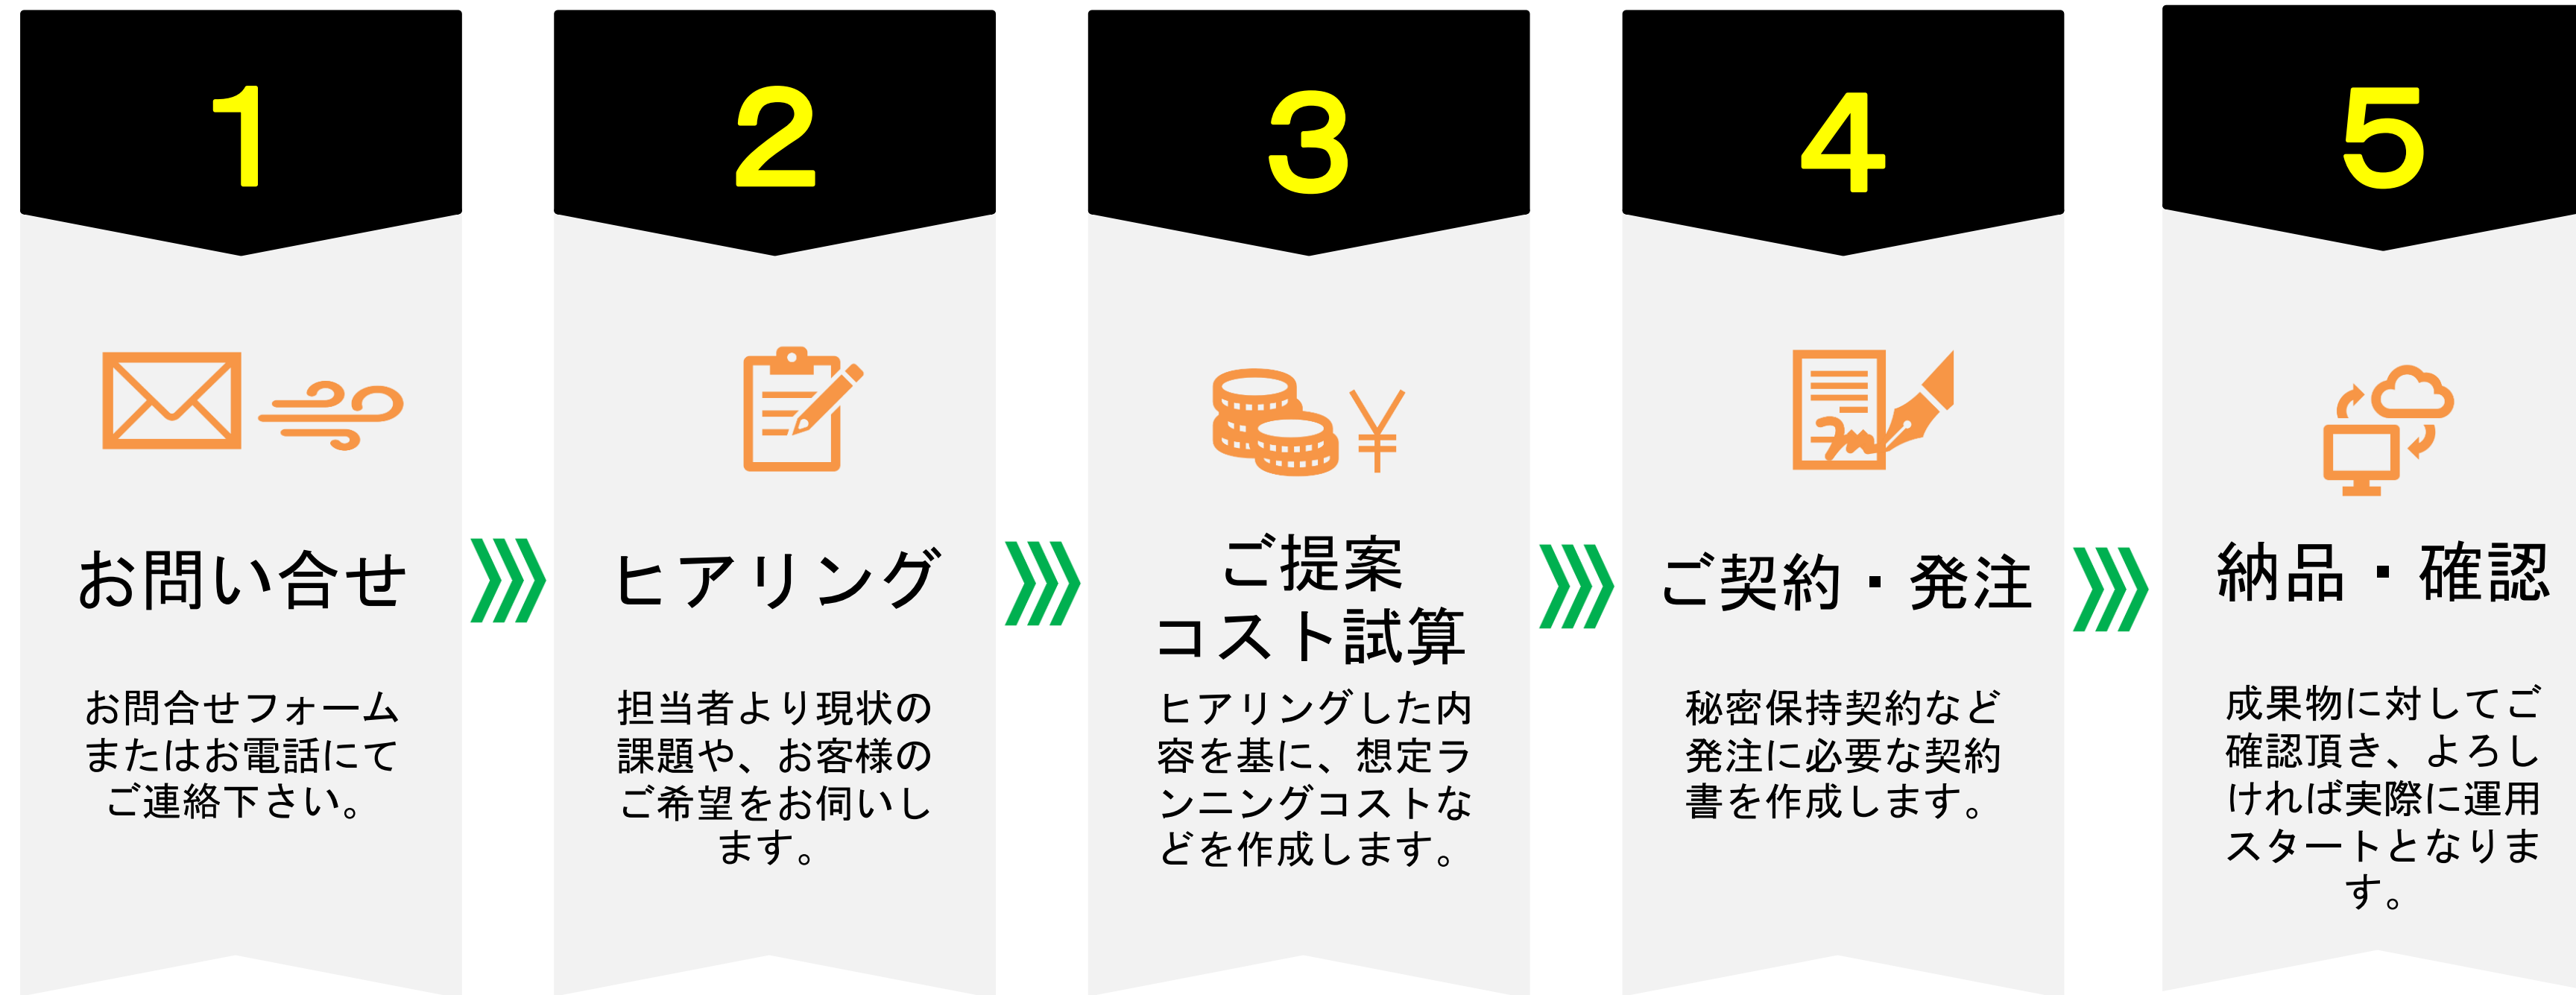 1
お問い合せ
お問合せフォーム
またはお電話にて
ご連絡下さい。
2
ヒアリング
担当者より現状の
課題や、お客様の
ご希望をお伺いし
ます。
3
ご提案
コスト試算
ヒアリングした内
容を基に、想定ラ
ンニングコストな
どを作成します。
4
ご契約・発注
秘密保持契約など
発注に必要な契約
書を作成します。
5
納品・確認
成果物に対してご
確認頂き、よろし
ければ実際に運用
スタートとなりま
す。